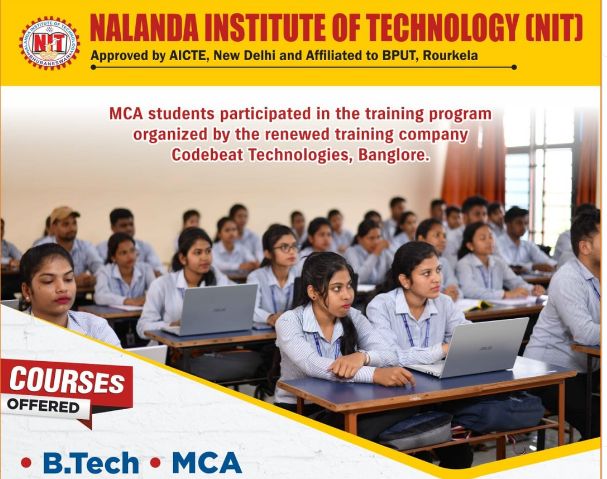 NIT
NALANDA INSTITUTE OF TECHNOLOGY (NIT)
Approved by AICTE, New Delhi and Affiliated to BPUT, Rourkela
MCA students participated in the training program
organized by the renewed training company
Codebeat Technologies, Banglore.
COURSES
OFFERED
• B.Tech • MCA